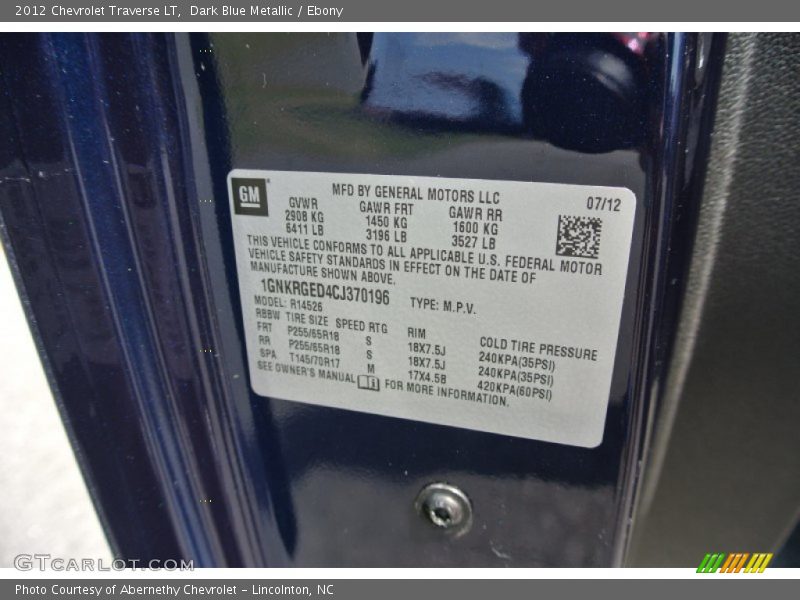 2012 Chevrolet Traverse LT, Dark Blue Metallic / Ebony
GM
MFD BY GENERAL MOTORS LLC 07/12
GVWR GAWR FRT GAWR RR
2908 KG 1450 KG 1600 KG
6411 LB 3196 LB 3527 LB
THIS VEHICLE CONFORMS TO ALL APPLICABLE U.S. FEDERAL MOTOR
VEHICLE SAFETY STANDARDS IN EFFECT ON THE DATE OF
MANUFACTURE SHOWN ABOVE.
1GNKRGED4CJ370196 TYPE: M.P.V.
MODEL: R14526
RBBW TIRE SIZE SPEED RTG RIM COLD TIRE PRESSURE
FRT P255/65R18 S 18X7.5J 240KPA(35PSI)
RR P255/65R18 S 18X7.5J 240KPA(35PSI)
SPA T145/70R17 M 17X4.5B 420KPA(60PSI)
SEE OWNER'S MANUAL FOR MORE INFORMATION.
GTCarLot.com
Photo Courtesy of Abernethy Chevrolet - Lincolnton, NC